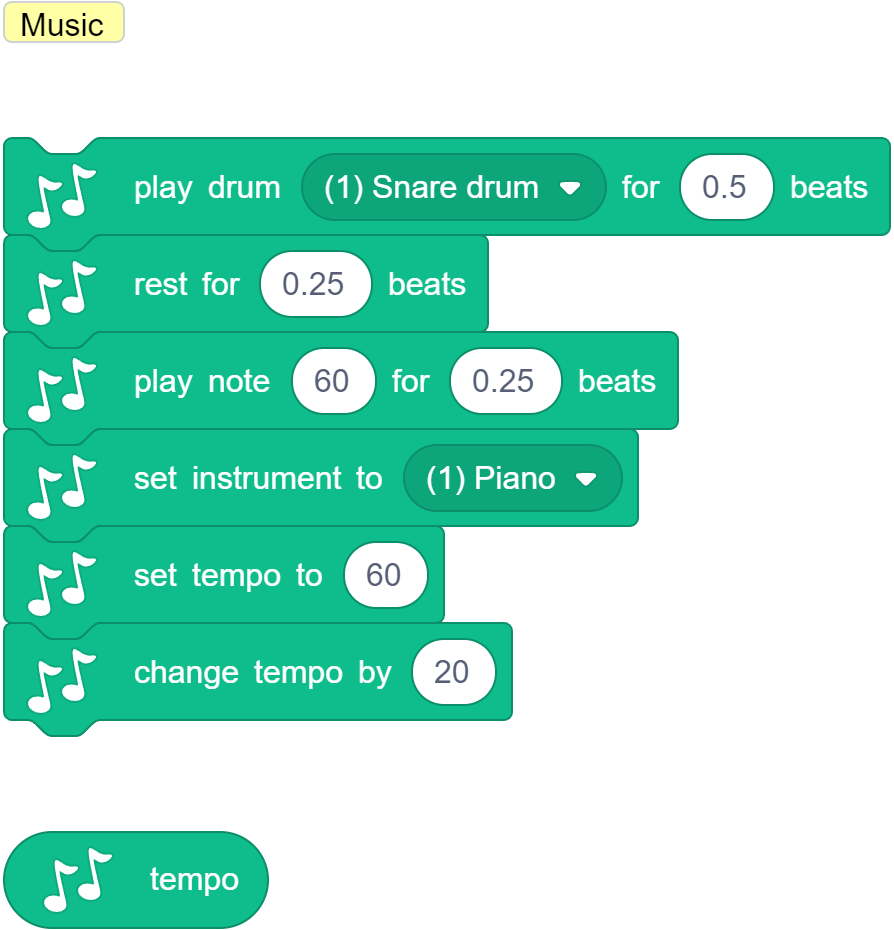 Music
play drum (1) Snare drum for 0.5 beats
rest for 0.25 beats
play note 60 for 0.25 beats
set instrument to (1) Piano
set tempo to 60
change tempo by 20
tempo